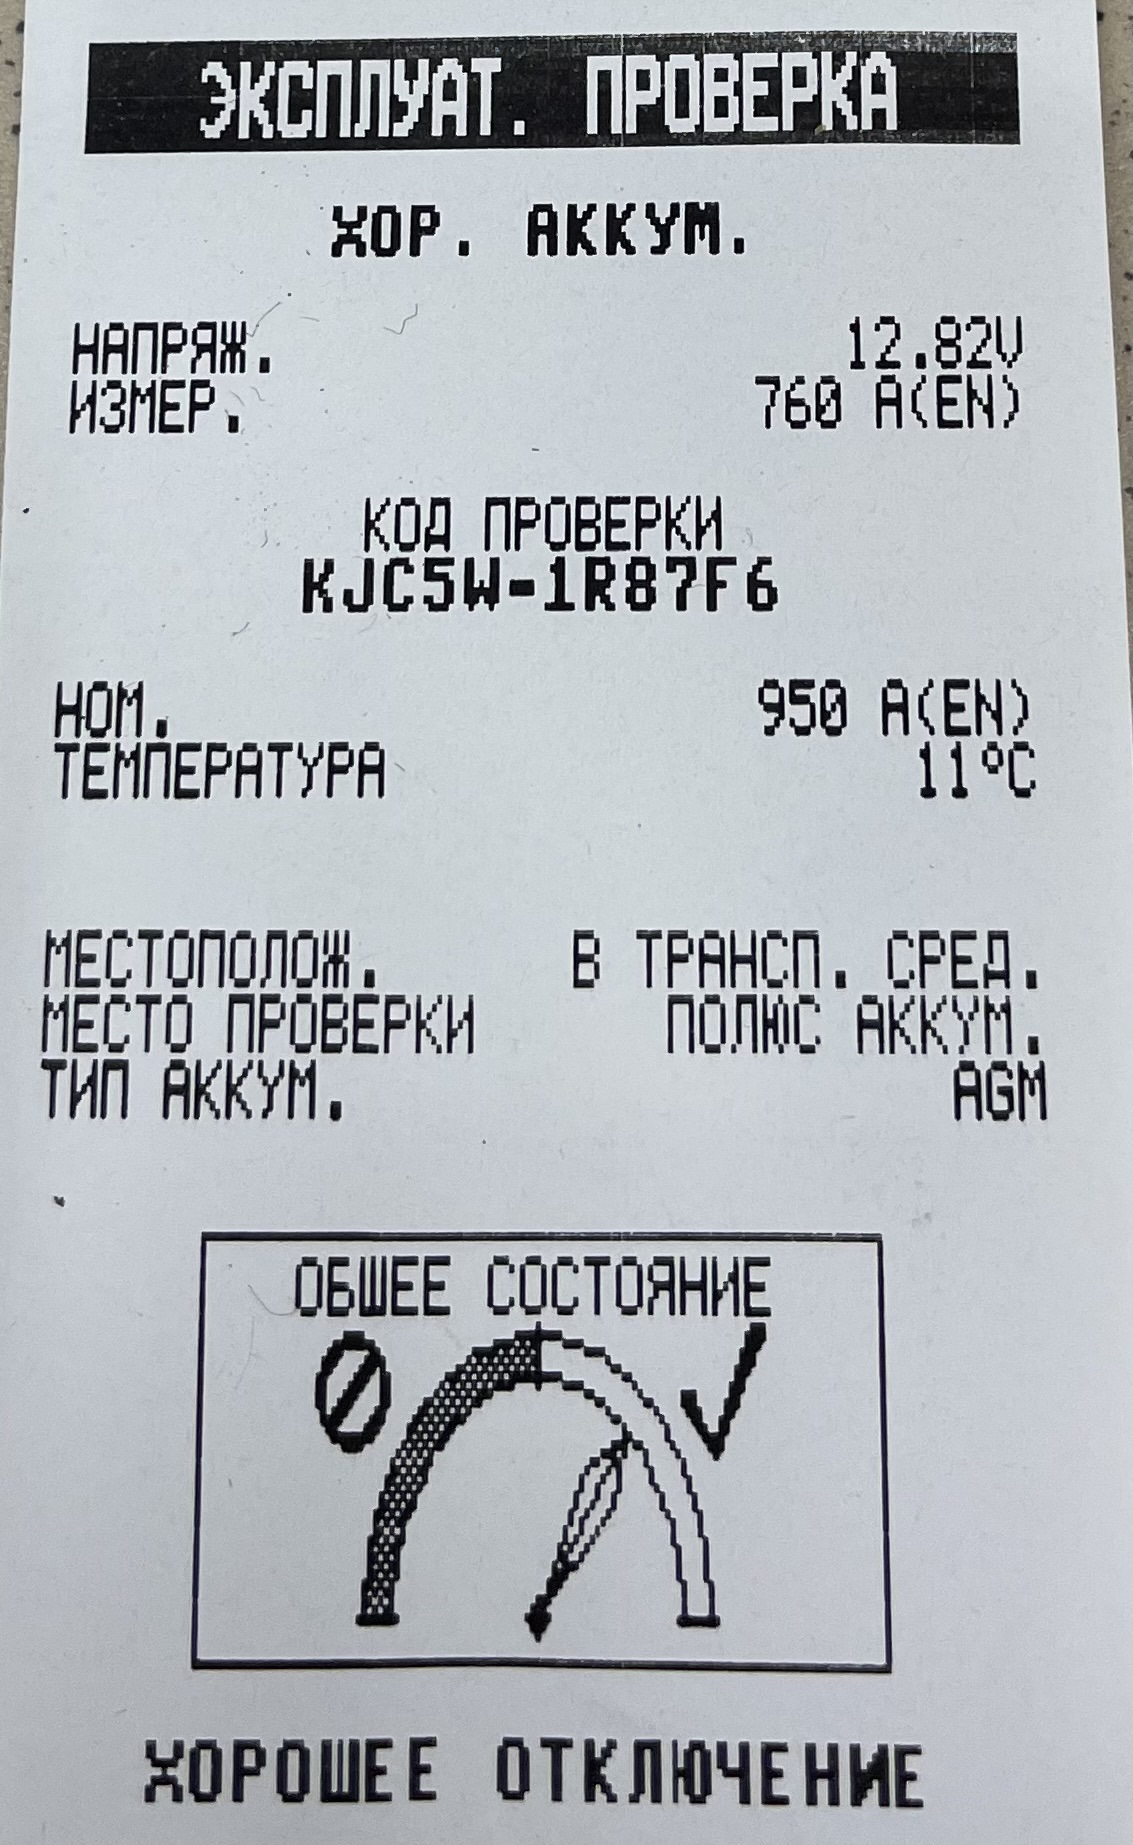 ЭКСПЛУАТ. ПРОВЕРКА
ХОР. АККУМ.
НАПРЯЖ. 12.82V
ИЗМЕР. 760 A(EN)
КОД ПРОВЕРКИ
KJC5W-1R87F6
НОМ. 950 A(EN)
ТЕМПЕРАТУРА 11°C
МЕСТОПОЛОЖ. В ТРАНСП. СРЕД.
МЕСТО ПРОВЕРКИ ПОЛЮС АККУМ.
ТИП АККУМ. AGM
ОБШЕЕ СОСТОЯНИЕ
ХОРОШЕЕ ОТКЛЮЧЕНИЕ